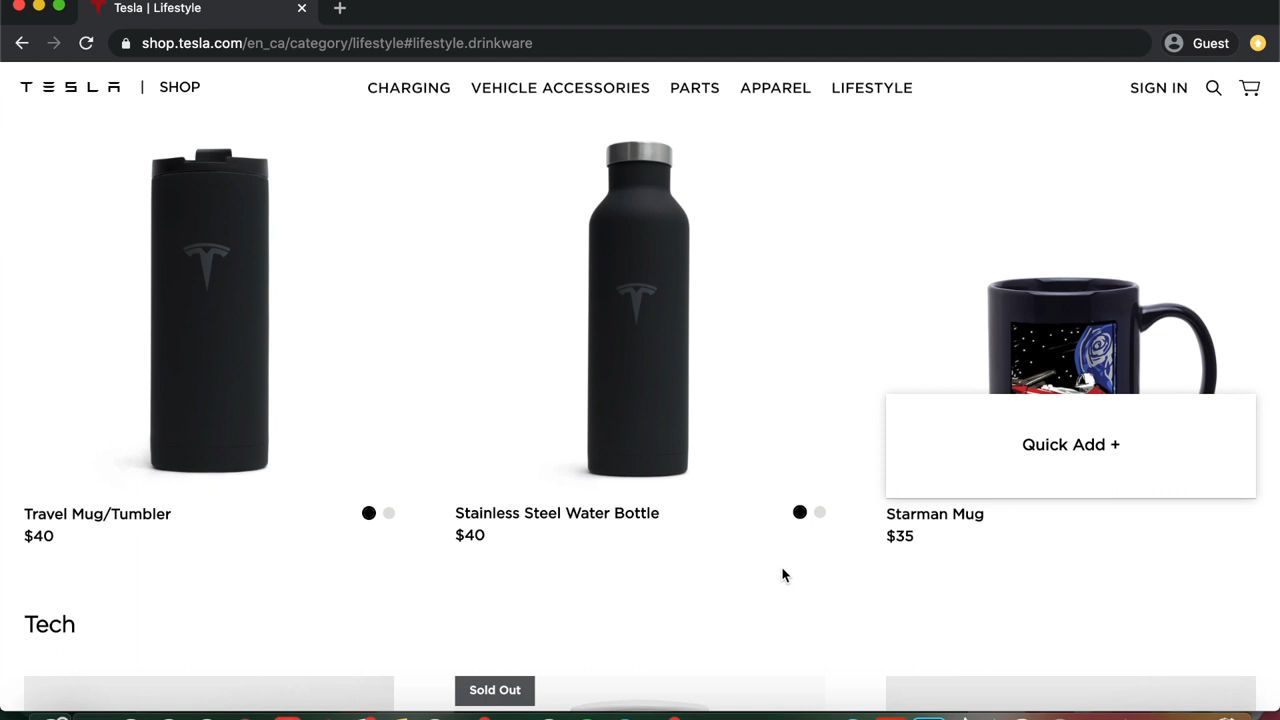 Tesla | Lifestyle
shop.tesla.com/en_ca/category/lifestyle#lifestyle.drinkware
Guest
TESLA | SHOP
CHARGING VEHICLE ACCESSORIES PARTS APPAREL LIFESTYLE
SIGN IN
Quick Add +
Travel Mug/Tumbler
$40
Stainless Steel Water Bottle
$40
Starman Mug
$35
Tech
Sold Out